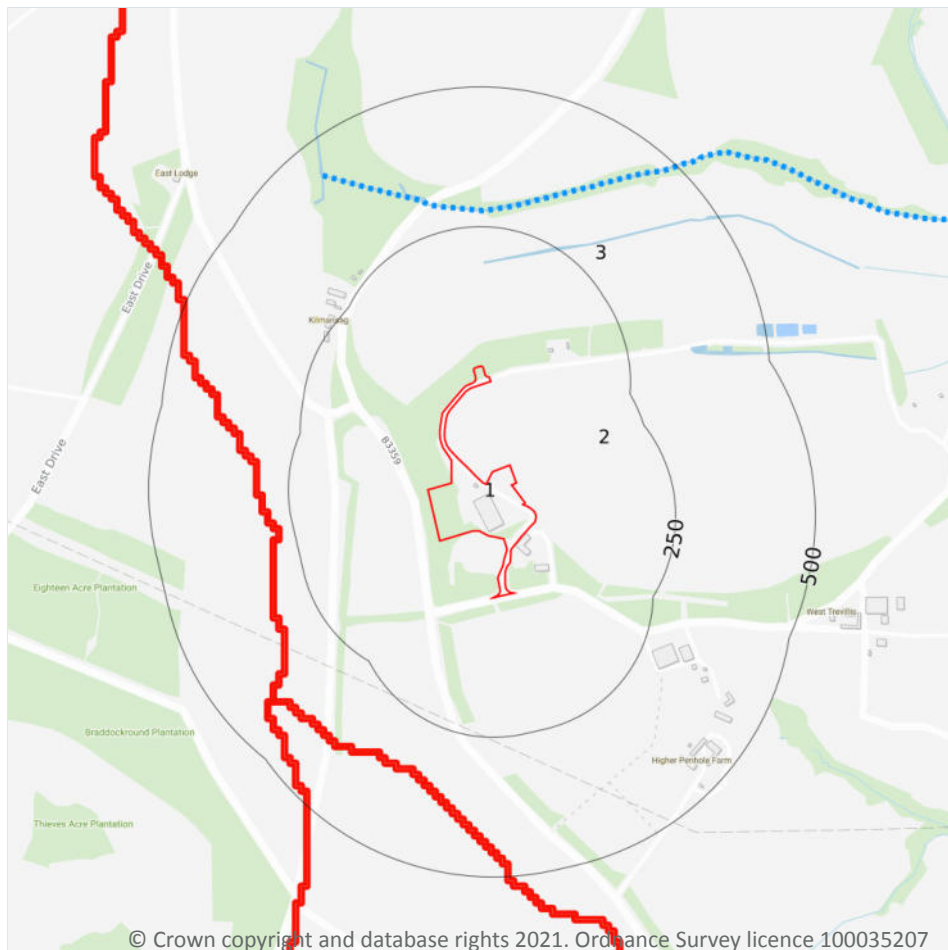 East Lodge
3
East Drive
Kilmansag
B3359
2
East Drive
1
250
500
Eighteen Acre Plantation
West Trevillis
Braddockround Plantation
Higher Penhole Farm
Thieves Acre Plantation
© Crown copyright and database rights 2021. Ordnance Survey licence 100035207